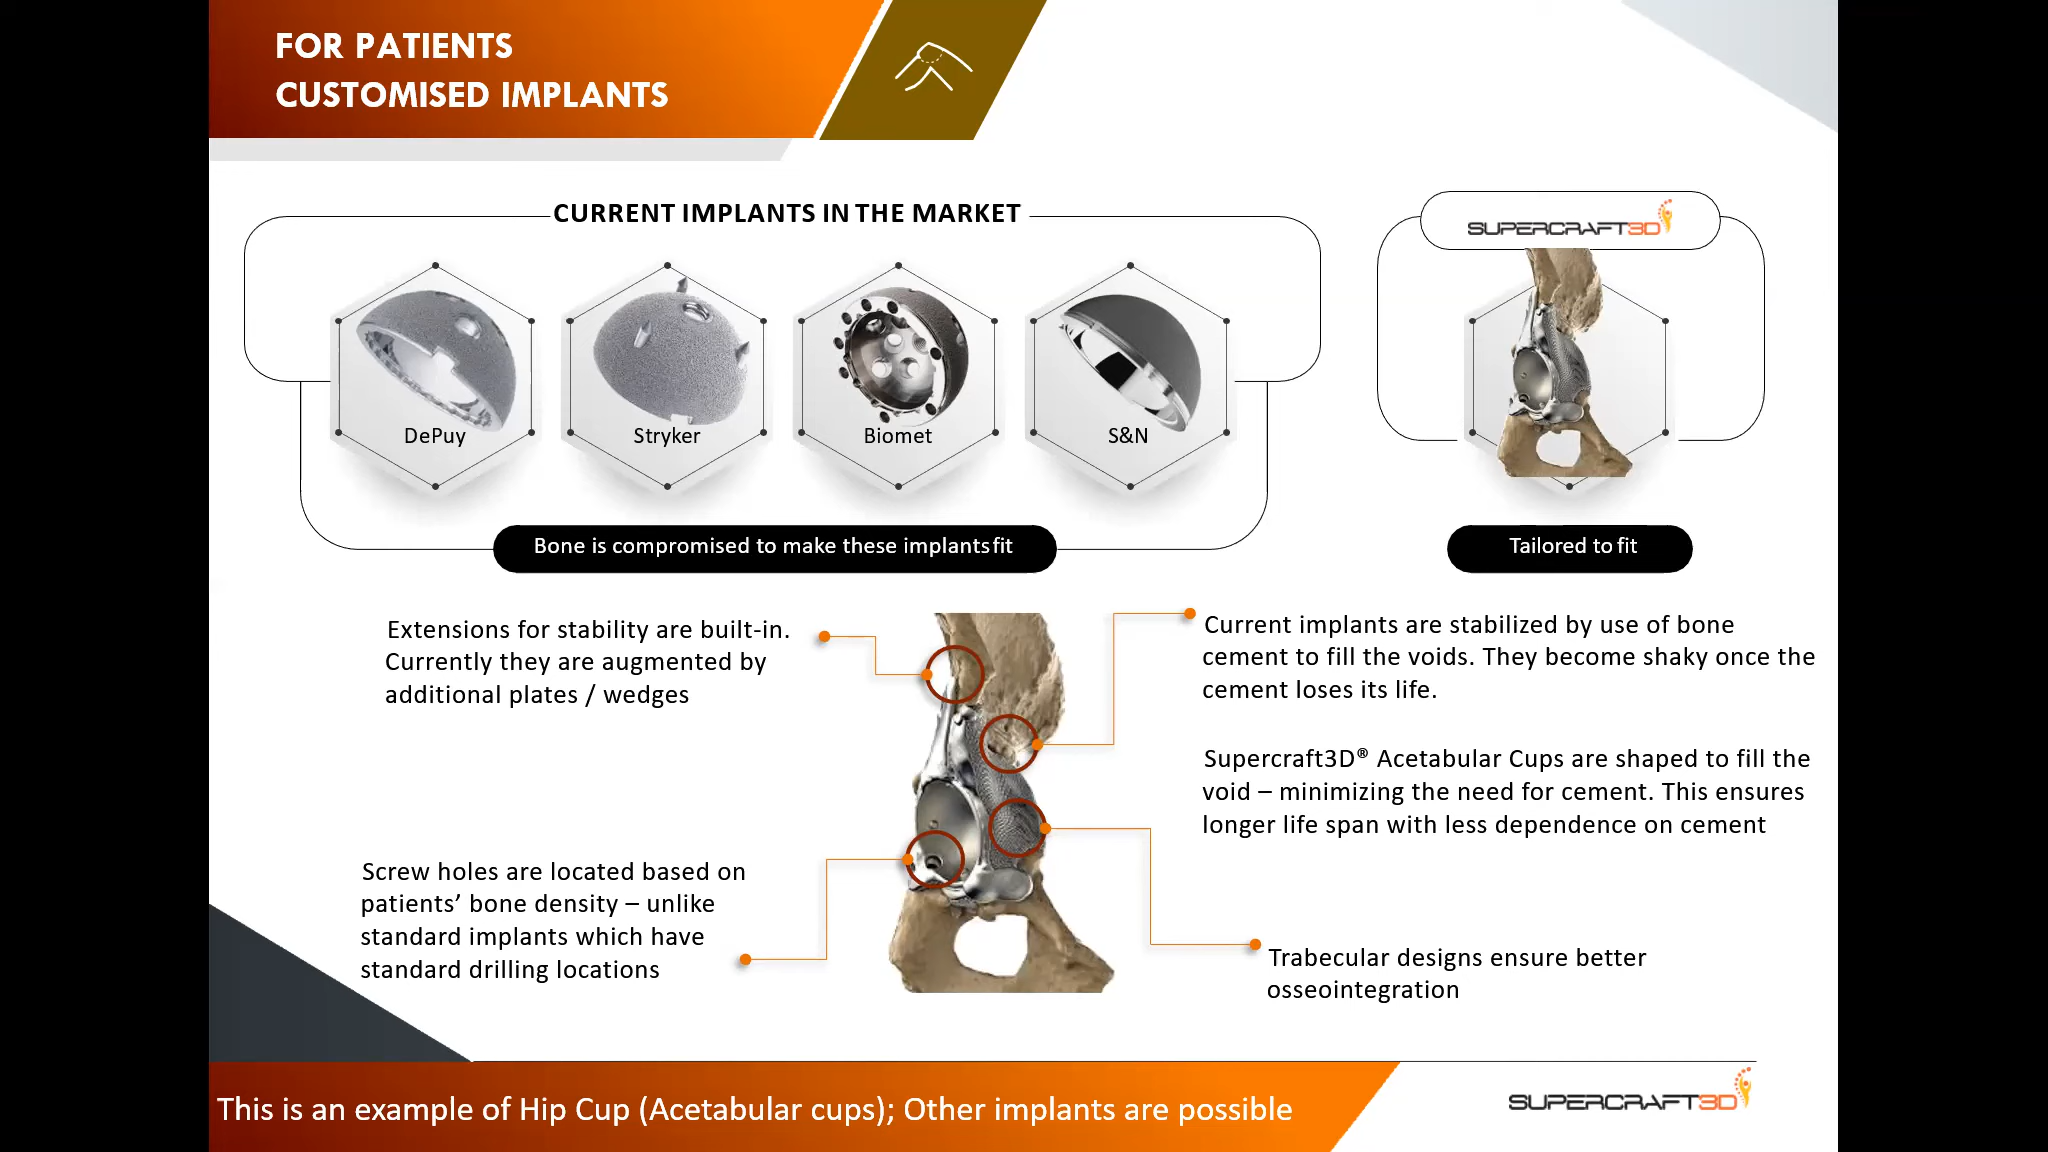 FOR PATIENTS
CUSTOMISED IMPLANTS
CURRENT IMPLANTS IN THE MARKET
SUPERCRAFT3D
DePuy
Stryker
Biomet
S&N
Bone is compromised to make these implants fit
Tailored to fit
Extensions for stability are built-in.
Currently they are augmented by
additional plates / wedges
Current implants are stabilized by use of bone
cement to fill the voids. They become shaky once the
cement loses its life.
Supercraft3D® Acetabular Cups are shaped to fill the
void – minimizing the need for cement. This ensures
longer life span with less dependence on cement
Screw holes are located based on
patients’ bone density – unlike
standard implants which have
standard drilling locations
Trabecular designs ensure better
osseointegration
This is an example of Hip Cup (Acetabular cups); Other implants are possible
SUPERCRAFT3D